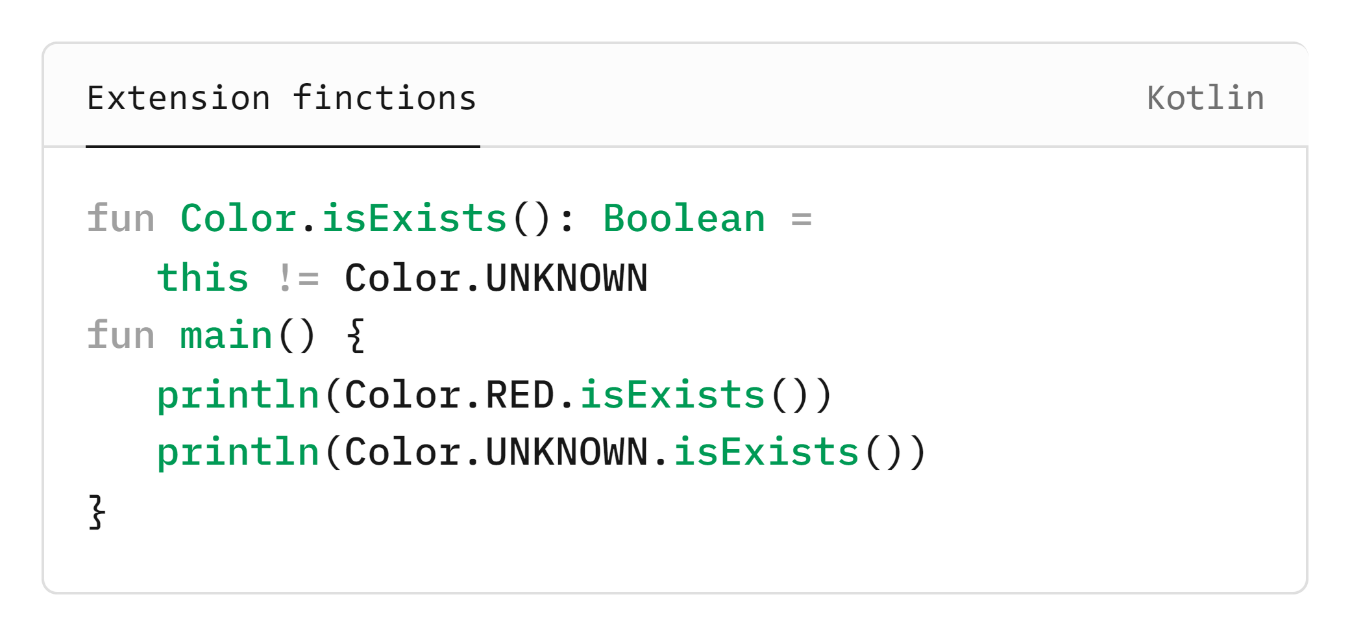 Extension finctions
Kotlin
fun Color.isExists(): Boolean =
   this != Color.UNKNOWN
fun main() {
   println(Color.RED.isExists())
   println(Color.UNKNOWN.isExists())
}